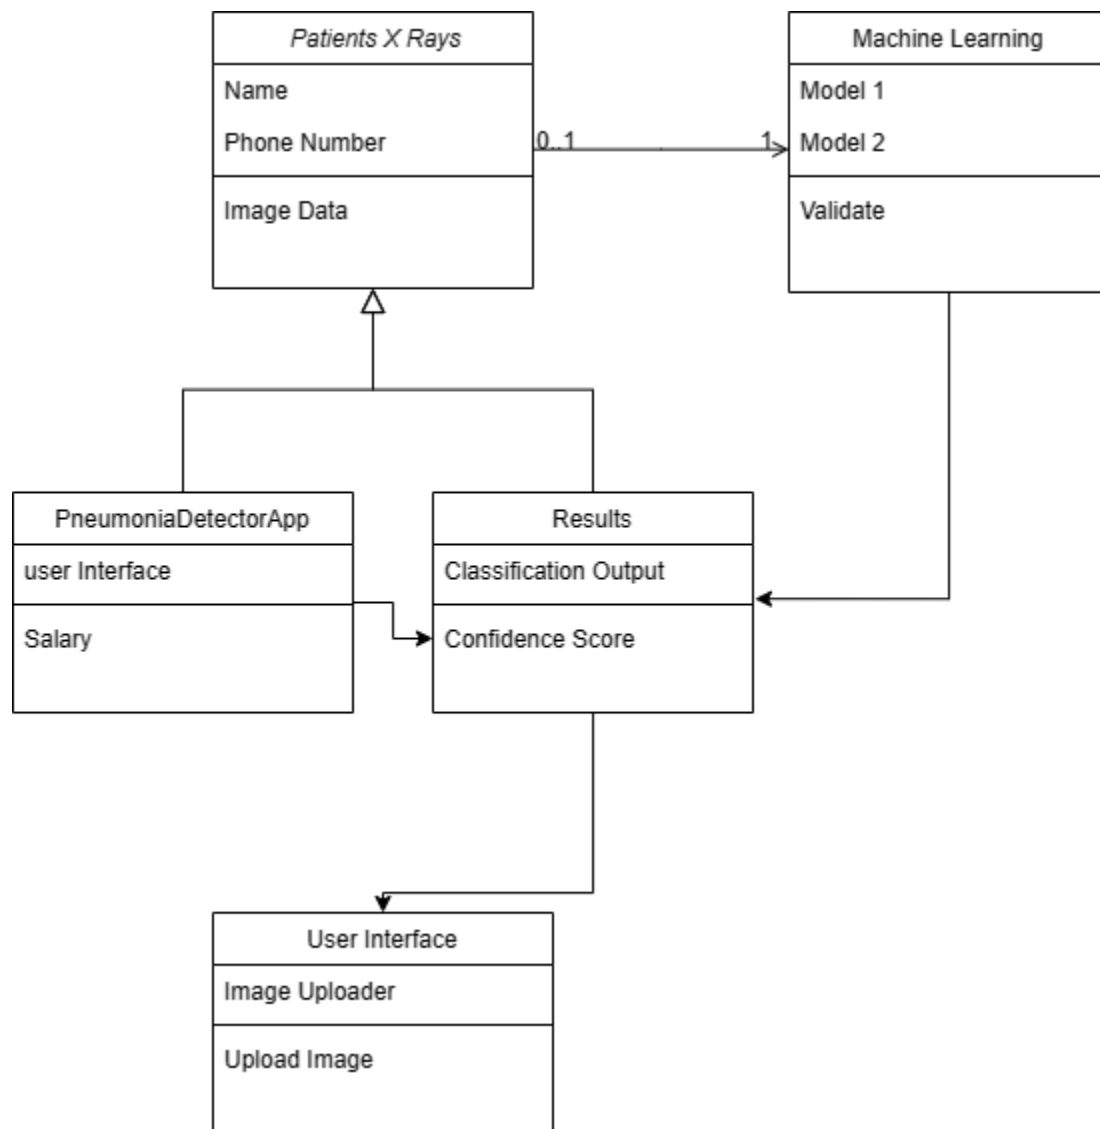 Patients X Rays
Name
Phone Number
Image Data
0..1
1
Machine Learning
Model 1
Model 2
Validate
PneumoniaDetectorApp
user Interface
Salary
Results
Classification Output
Confidence Score
User Interface
Image Uploader
Upload Image